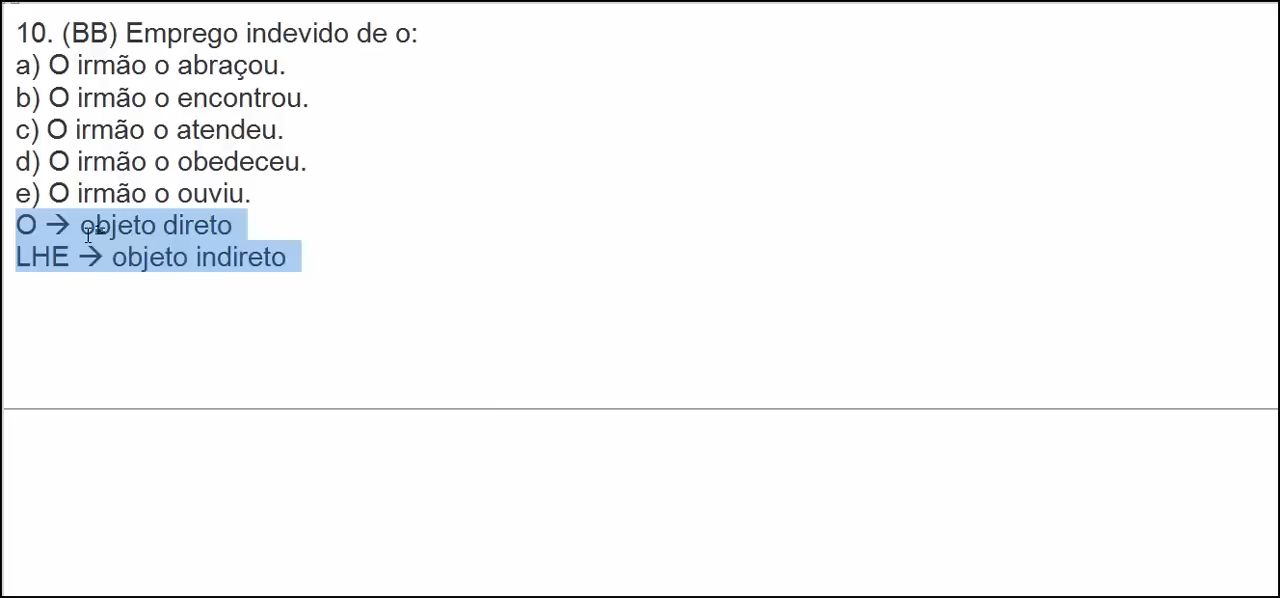 10. (BB) Emprego indevido de o:
a) O irmão o abraçou.
b) O irmão o encontrou.
c) O irmão o atendeu.
d) O irmão o obedeceu.
e) O irmão o ouviu.
O → objeto direto
LHE → objeto indireto